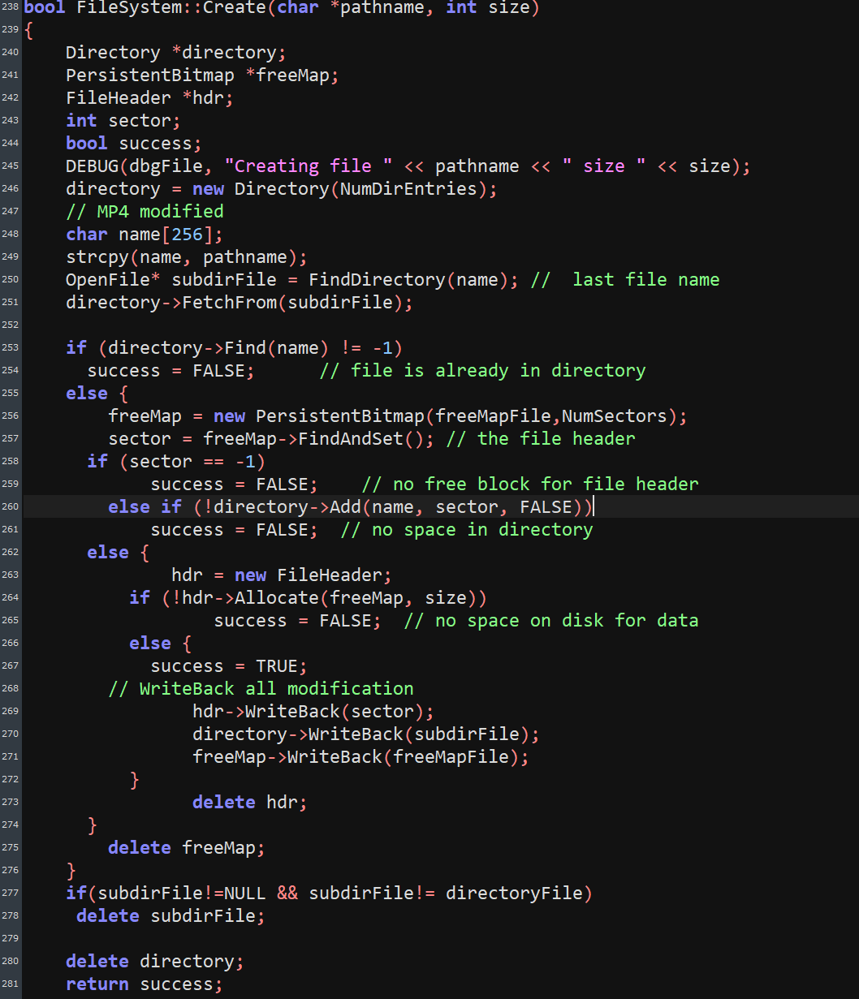 238 bool FileSystem::Create(char *pathname, int size)
239 {
240     Directory *directory;
241     PersistentBitmap *freeMap;
242     FileHeader *hdr;
243     int sector;
244     bool success;
245     DEBUG(dbgFile, "Creating file " << pathname << " size " << size);
246     directory = new Directory(NumDirEntries);
247     // MP4 modified
248     char name[256];
249     strcpy(name, pathname);
250     OpenFile* subdirFile = FindDirectory(name); //  last file name
251     directory->FetchFrom(subdirFile);
252
253     if (directory->Find(name) != -1)
254       success = FALSE;      // file is already in directory
255     else {
256         freeMap = new PersistentBitmap(freeMapFile,NumSectors);
257         sector = freeMap->FindAndSet(); // the file header
258       if (sector == -1)
259             success = FALSE;    // no free block for file header
260         else if (!directory->Add(name, sector, FALSE))
261             success = FALSE;  // no space in directory
262       else {
263               hdr = new FileHeader;
264           if (!hdr->Allocate(freeMap, size))
265                   success = FALSE;  // no space on disk for data
266           else {
267             success = TRUE;
268         // WriteBack all modification
269                 hdr->WriteBack(sector);
270                 directory->WriteBack(subdirFile);
271                 freeMap->WriteBack(freeMapFile);
272           }
273                 delete hdr;
274       }
275         delete freeMap;
276     }
277     if(subdirFile!=NULL && subdirFile!= directoryFile)
278      delete subdirFile;
279
280     delete directory;
281     return success;